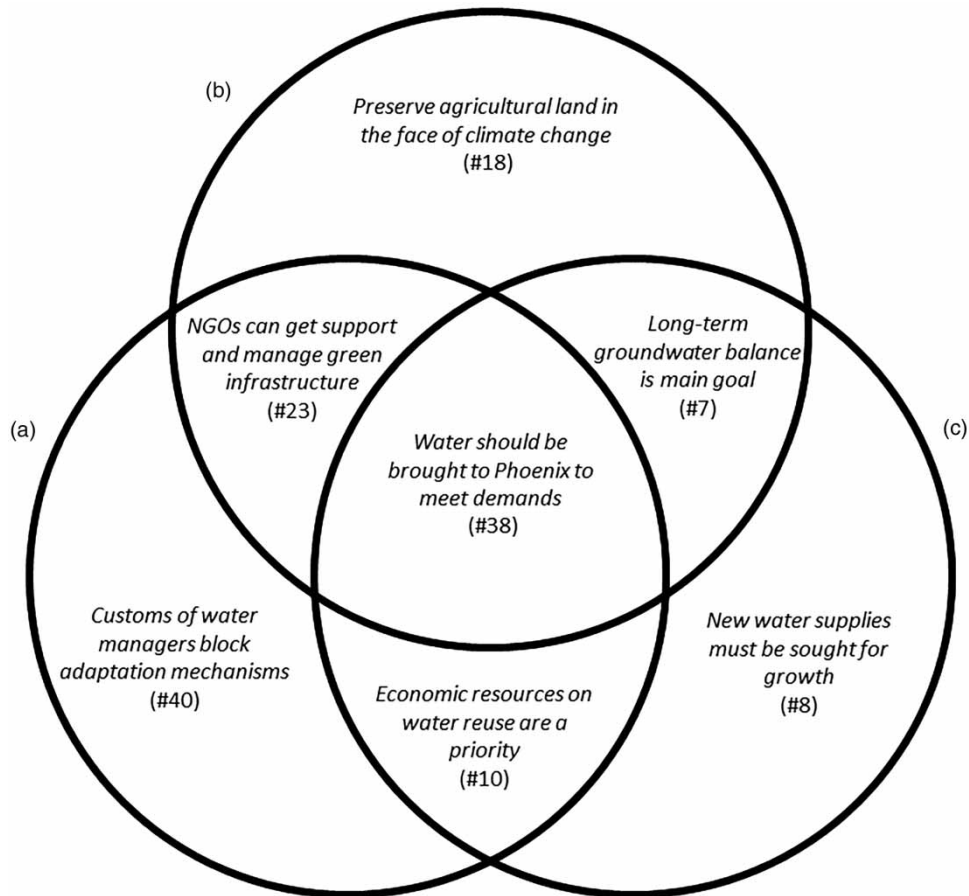 (b)
Preserve agricultural land in
the face of climate change
(#18)
NGOs can get support
and manage green
infrastructure
(#23)
Long-term
groundwater balance
is main goal
(#7)
(a)
(c)
Water should be
brought to Phoenix to
meet demands
(#38)
Customs of water
managers block
adaptation mechanisms
(#40)
New water supplies
must be sought for
growth
(#8)
Economic resources on
water reuse are a
priority
(#10)